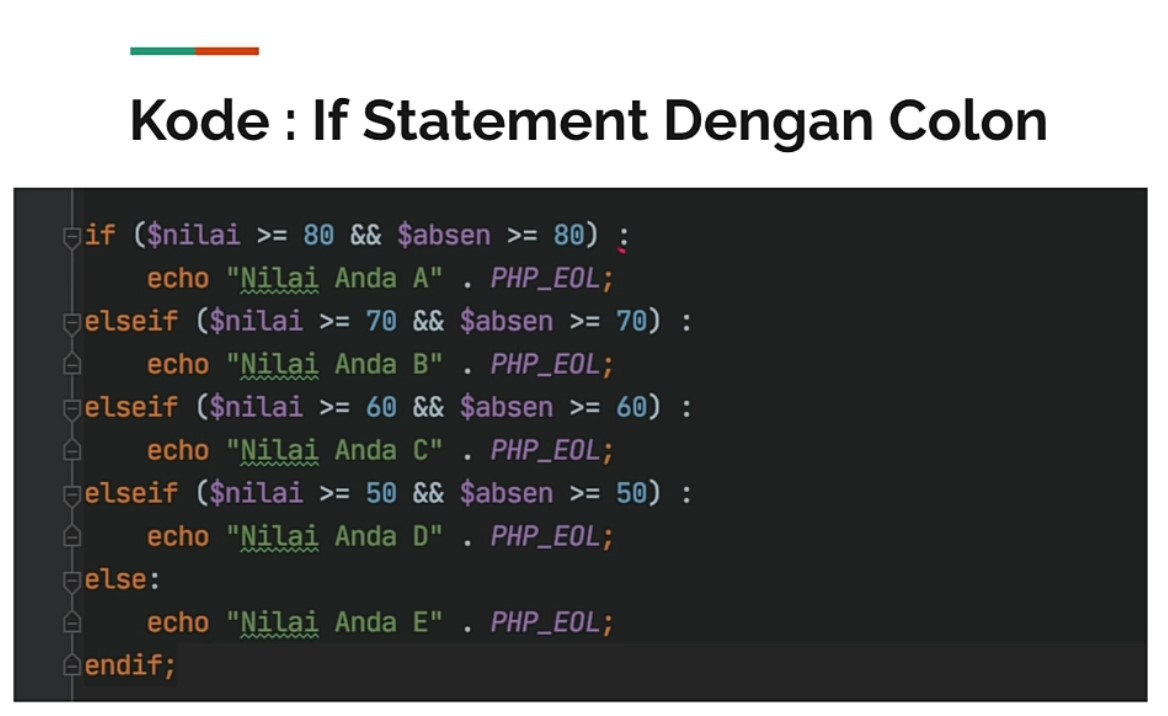 Kode : If Statement Dengan Colon
if ($nilai >= 80 && $absen >= 80) :
    echo "Nilai Anda A" . PHP_EOL;
elseif ($nilai >= 70 && $absen >= 70) :
    echo "Nilai Anda B" . PHP_EOL;
elseif ($nilai >= 60 && $absen >= 60) :
    echo "Nilai Anda C" . PHP_EOL;
elseif ($nilai >= 50 && $absen >= 50) :
    echo "Nilai Anda D" . PHP_EOL;
else:
    echo "Nilai Anda E" . PHP_EOL;
endif;